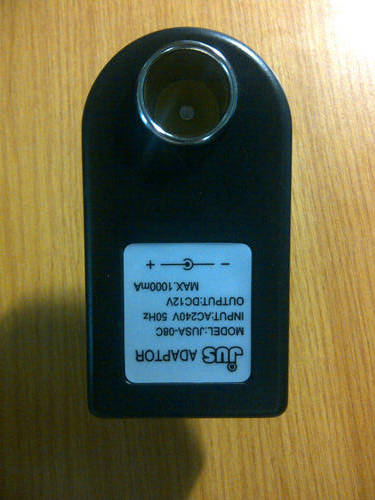 JUS ADAPTOR
MODEL:JUSA-08C
INPUT:AC240V 50Hz
OUTPUT:DC12V
MAX.1000mA
− +